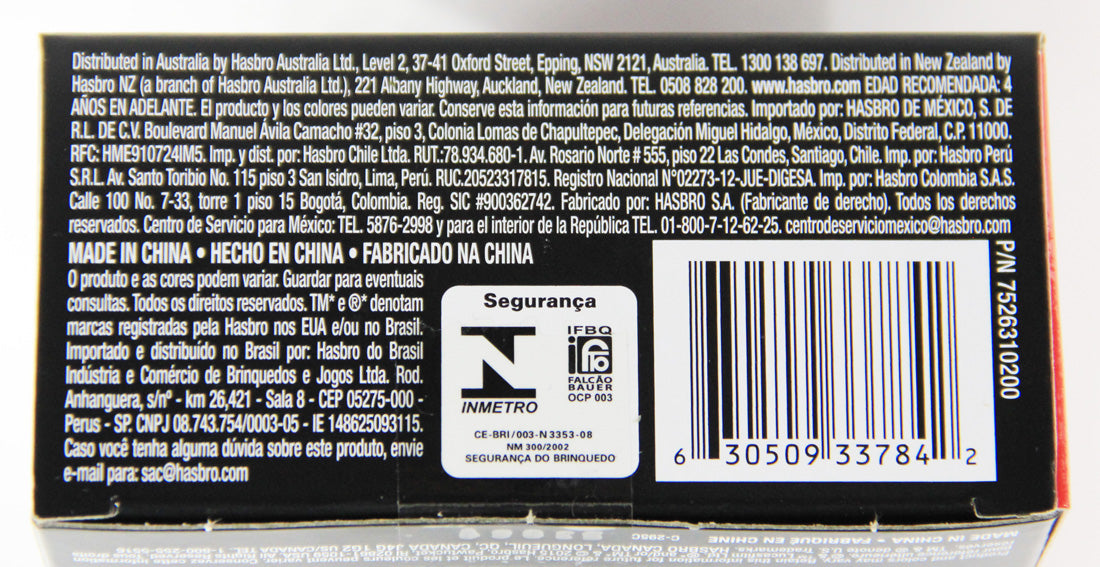 Distributed in Australia by Hasbro Australia Ltd., Level 2, 37-41 Oxford Street, Epping, NSW 2121, Australia. TEL. 1300 138 697. Distributed in New Zealand by
Hasbro NZ (a branch of Hasbro Australia Ltd.), 221 Albany Highway, Auckland, New Zealand. TEL. 0508 828 200. www.hasbro.com EDAD RECOMENDADA: 4
AÑOS EN ADELANTE. El producto y los colores pueden variar. Conserve esta información para futuras referencias. Importado por: HASBRO DE MÉXICO, S. DE
R.L. DE C.V. Boulevard Manuel Ávila Camacho #32, piso 3, Colonia Lomas de Chapultepec, Delegación Miguel Hidalgo, México, Distrito Federal, C.P. 11000.
RFC: HME910724IM5. Imp. y dist. por: Hasbro Chile Ltda. RUT.:78.934.680-1. Av. Rosario Norte # 555, piso 22 Las Condes, Santiago, Chile. Imp. por: Hasbro Perú
S.R.L. Av. Santo Toribio No. 115 piso 3 San Isidro, Lima, Perú. RUC.20523317815. Registro Nacional N°02273-12-JUE-DIGESA. Imp. por: Hasbro Colombia S.A.S.
Calle 100 No. 7-33, torre 1 piso 15 Bogotá, Colombia. Reg. SIC #900362742. Fabricado por: HASBRO S.A. (Fabricante de derecho). Todos los derechos
reservados. Centro de Servicio para México: TEL. 5876-2998 y para el interior de la República TEL. 01-800-7-12-62-25. centrodeserviciomexico@hasbro.com
MADE IN CHINA • HECHO EN CHINA • FABRICADO NA CHINA
O produto e as cores podem variar. Guardar para eventuais
consultas. Todos os direitos reservados. TM* e ®* denotam
marcas registradas pela Hasbro nos EUA e/ou no Brasil.
Importado e distribuído no Brasil por: Hasbro do Brasil
Indústria e Comércio de Brinquedos e Jogos Ltda. Rod.
Anhanguera, s/nº - km 26,421 - Sala 8 - CEP 05275-000 -
Perus - SP. CNPJ 08.743.754/0003-05 - IE 148625093115.
Caso você tenha alguma dúvida sobre este produto, envie
e-mail para: sac@hasbro.com
Segurança
INMETRO
IFBQ
FALCÃO
BAUER
OCP 003
CE-BRI/003-N3353-08
NM 300/2002
SEGURANÇA DO BRINQUEDO
6 30509 33784 2
P/N 7526310200
C-298C
MADE IN CHINA • FABRIQUÉ EN CHINE